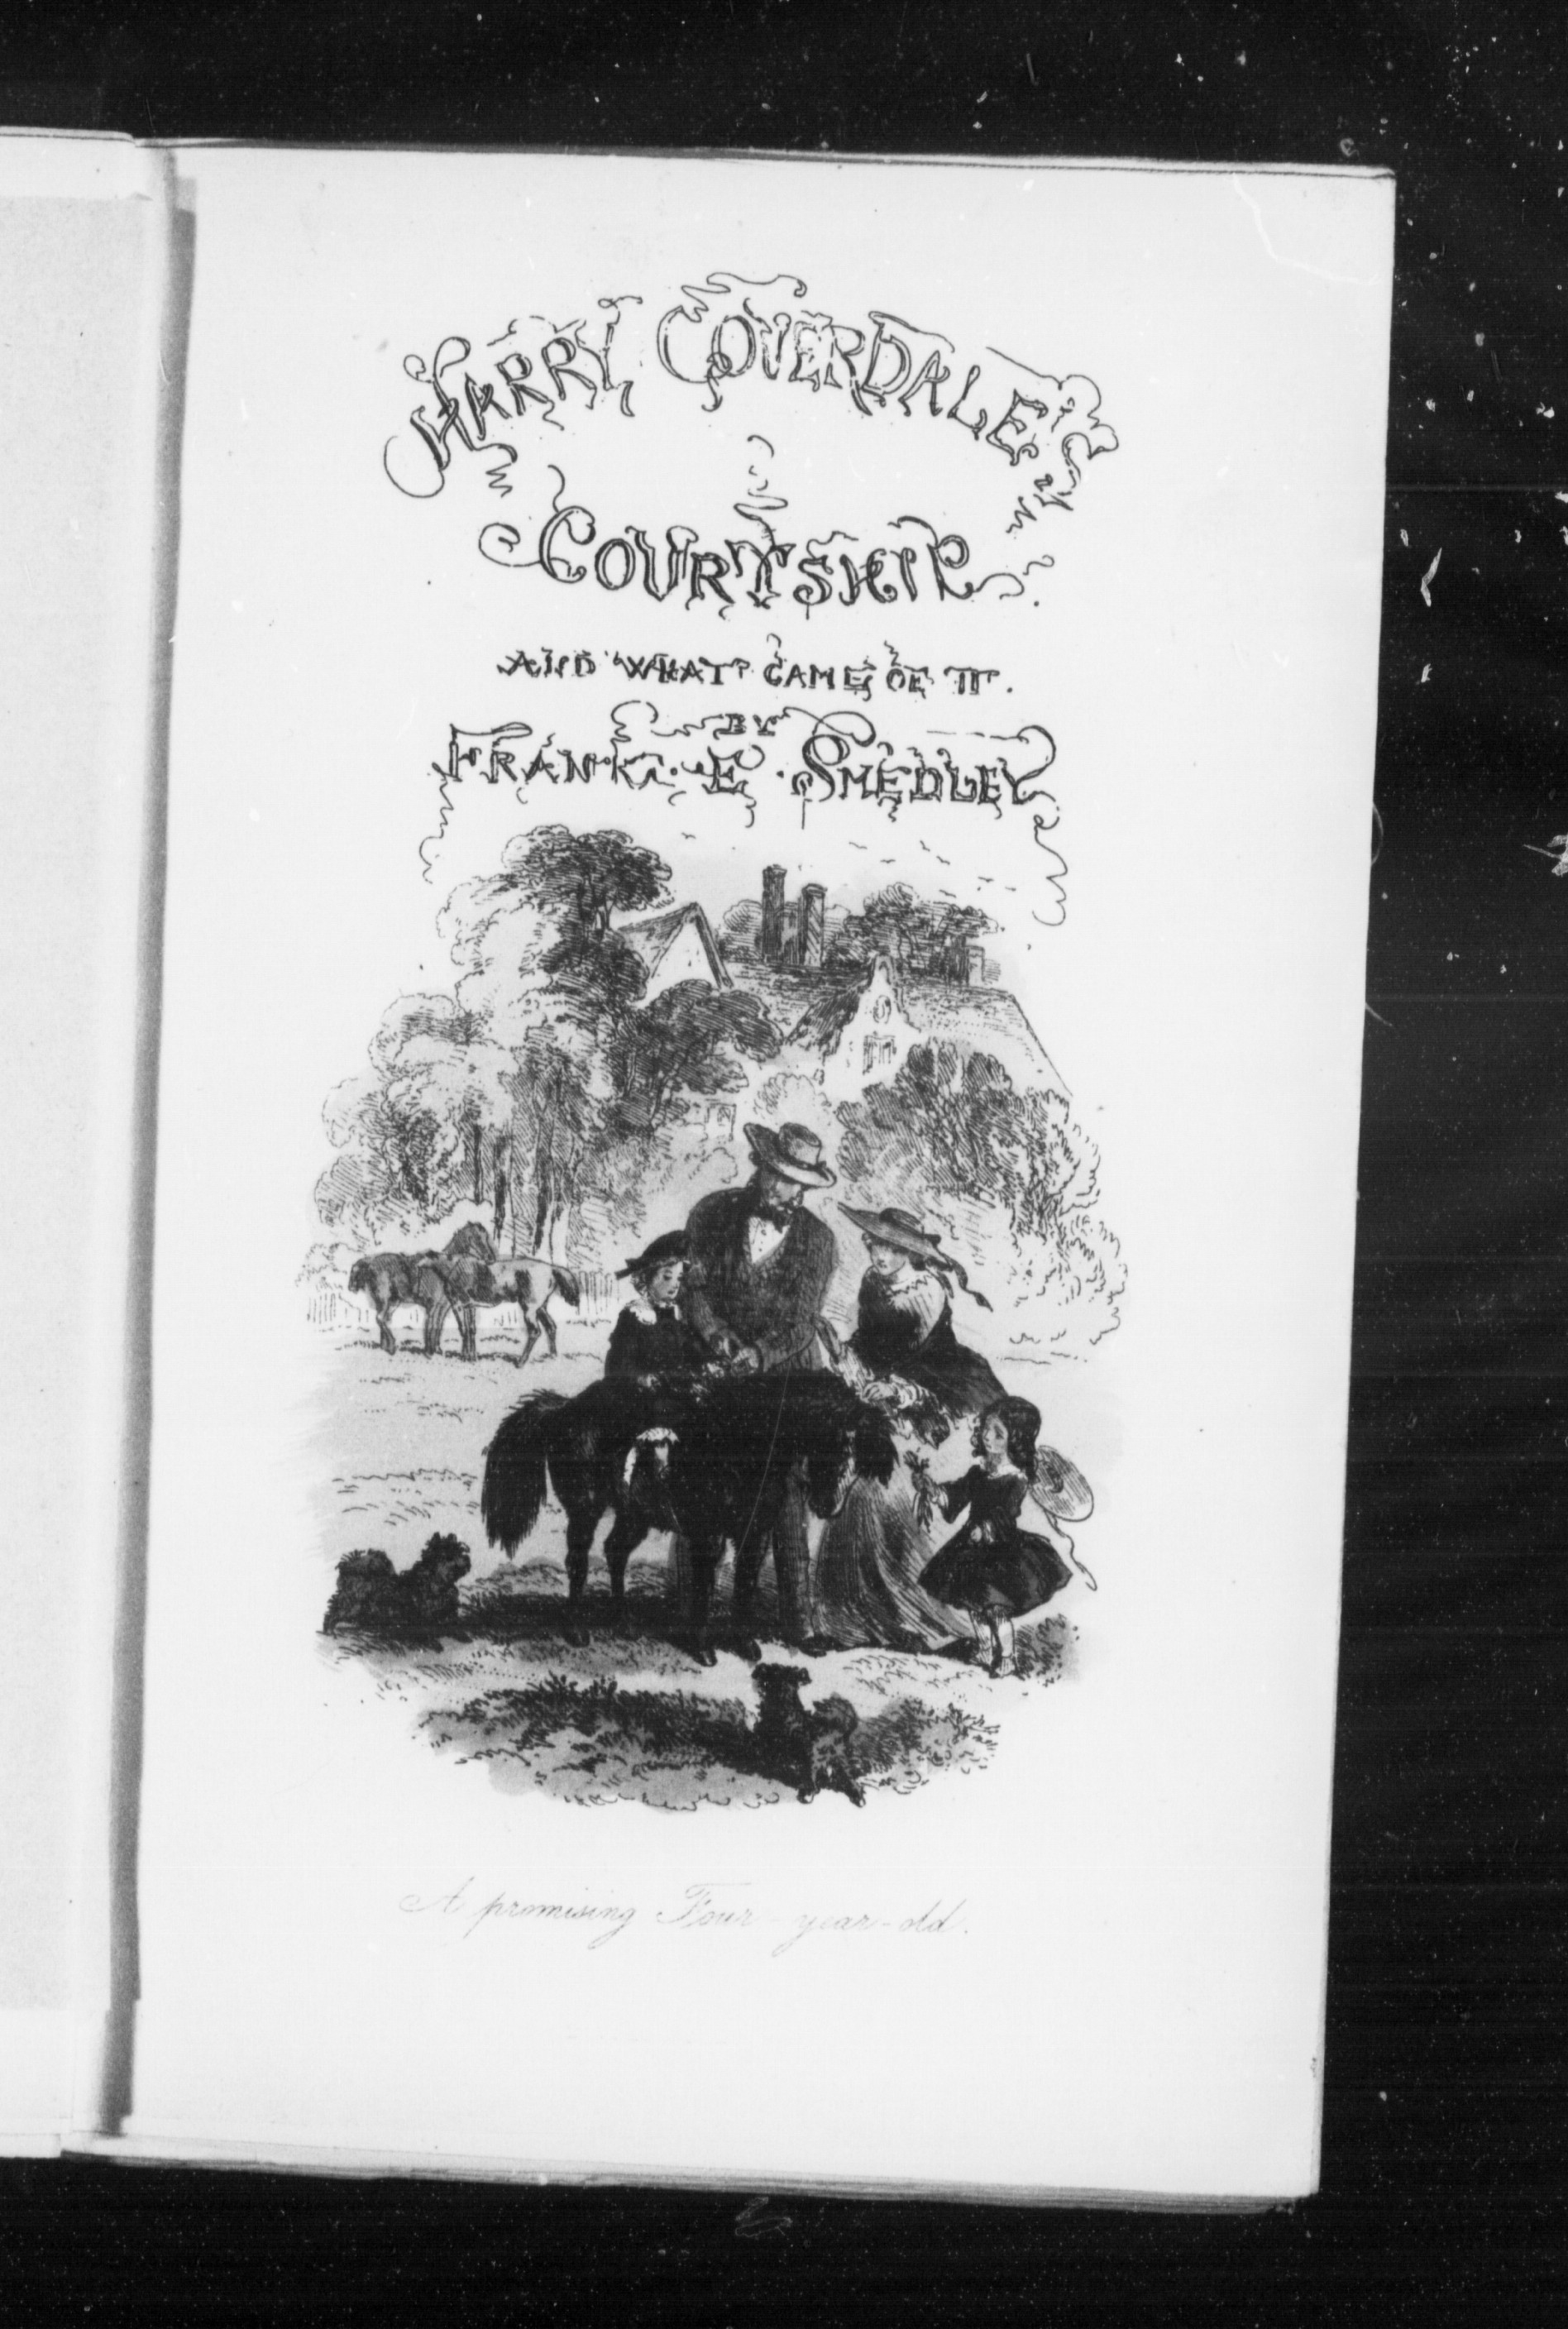 HARRY COVERDALE'S
COURTSHIP
AND WHAT CAME OF IT.
BY
FRANK. E. SMEDLEY
A promising Four-year-old.